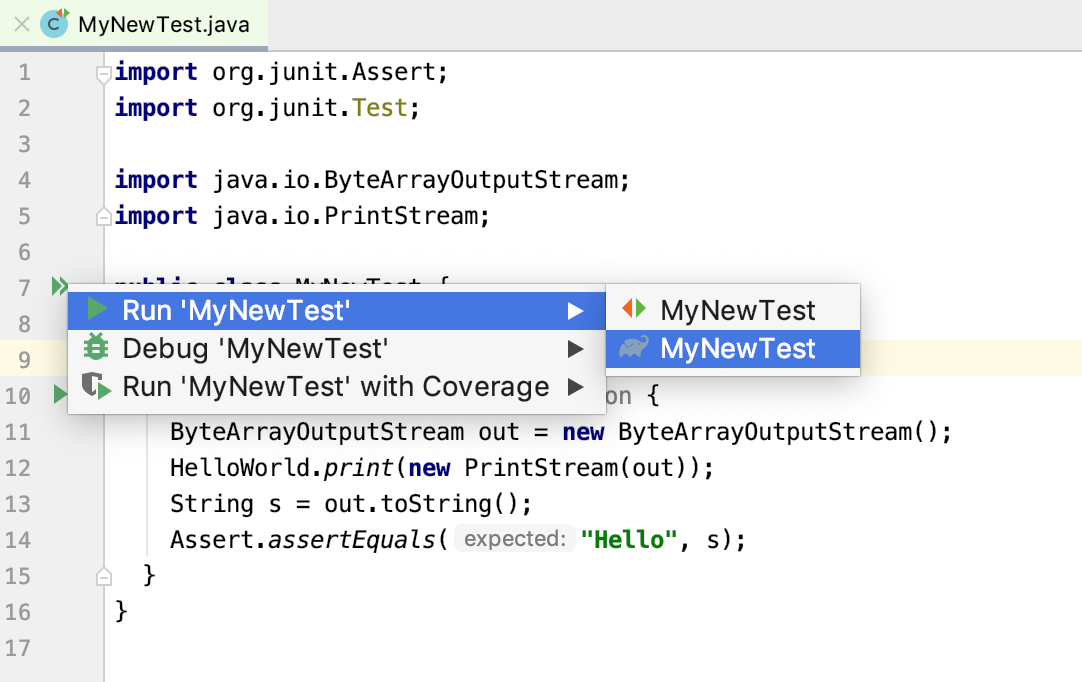 MyNewTest.java
1 import org.junit.Assert;
2 import org.junit.Test;
3
4 import java.io.ByteArrayOutputStream;
5 import java.io.PrintStream;
6
7 public class MyNewTest {
Run 'MyNewTest'
MyNewTest
8
Debug 'MyNewTest'
MyNewTest
9
Run 'MyNewTest' with Coverage
10 on {
11 ByteArrayOutputStream out = new ByteArrayOutputStream();
12 HelloWorld.print(new PrintStream(out));
13 String s = out.toString();
14 Assert.assertEquals( expected: "Hello", s);
15 }
16 }
17